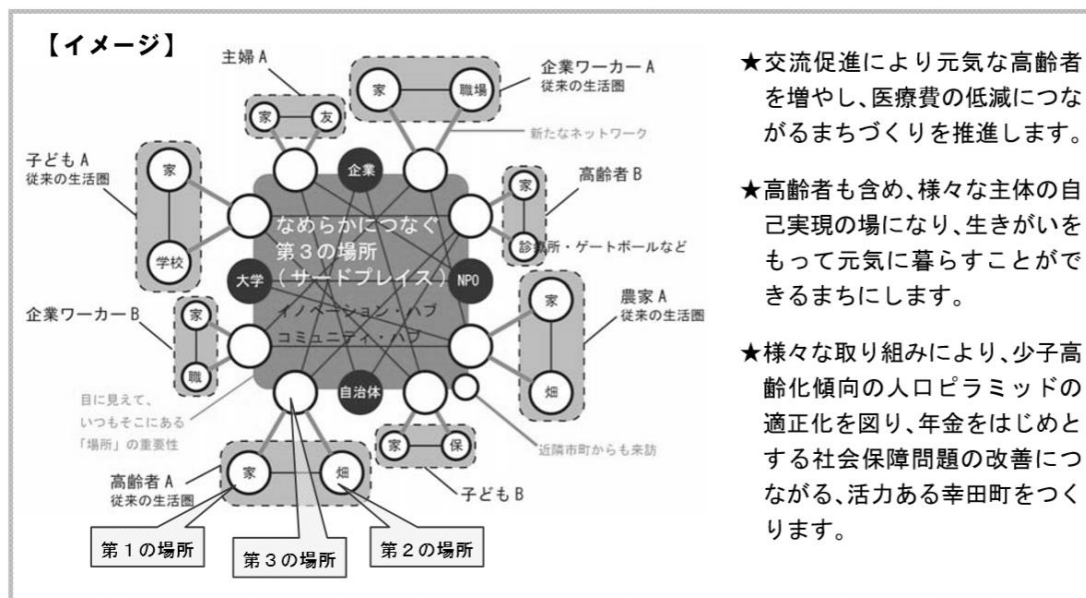 【イメージ】
主婦A
家
友
企業ワーカーA
従来の生活圏
家
職場
新たなネットワーク
子どもA
従来の生活圏
家
学校
企業
高齢者B
家
診療所・ゲートボールなど
なめらかにつなぐ
第3の場所
(サードプレイス)
大学
NPO
イノベーション・ハブ
コミュニティ・ハブ
農家A
従来の生活圏
家
畑
企業ワーカーB
家
職
自治体
目に見えて、
いつもそこにある
「場所」の重要性
家
保
近隣市町からも来訪
高齢者A
従来の生活圏
家
畑
子どもB
第1の場所
第3の場所
第2の場所
★交流促進により元気な高齢者
を増やし、医療費の低減につな
がるまちづくりを推進します。
★高齢者も含め、様々な主体の自
己実現の場になり、生きがいを
もって元気に暮らすことがで
きるまちにします。
★様々な取り組みにより、少子高
齢化傾向の人口ピラミッドの
適正化を図り、年金をはじめと
する社会保障問題の改善につ
ながる、活力ある幸田町をつく
ります。